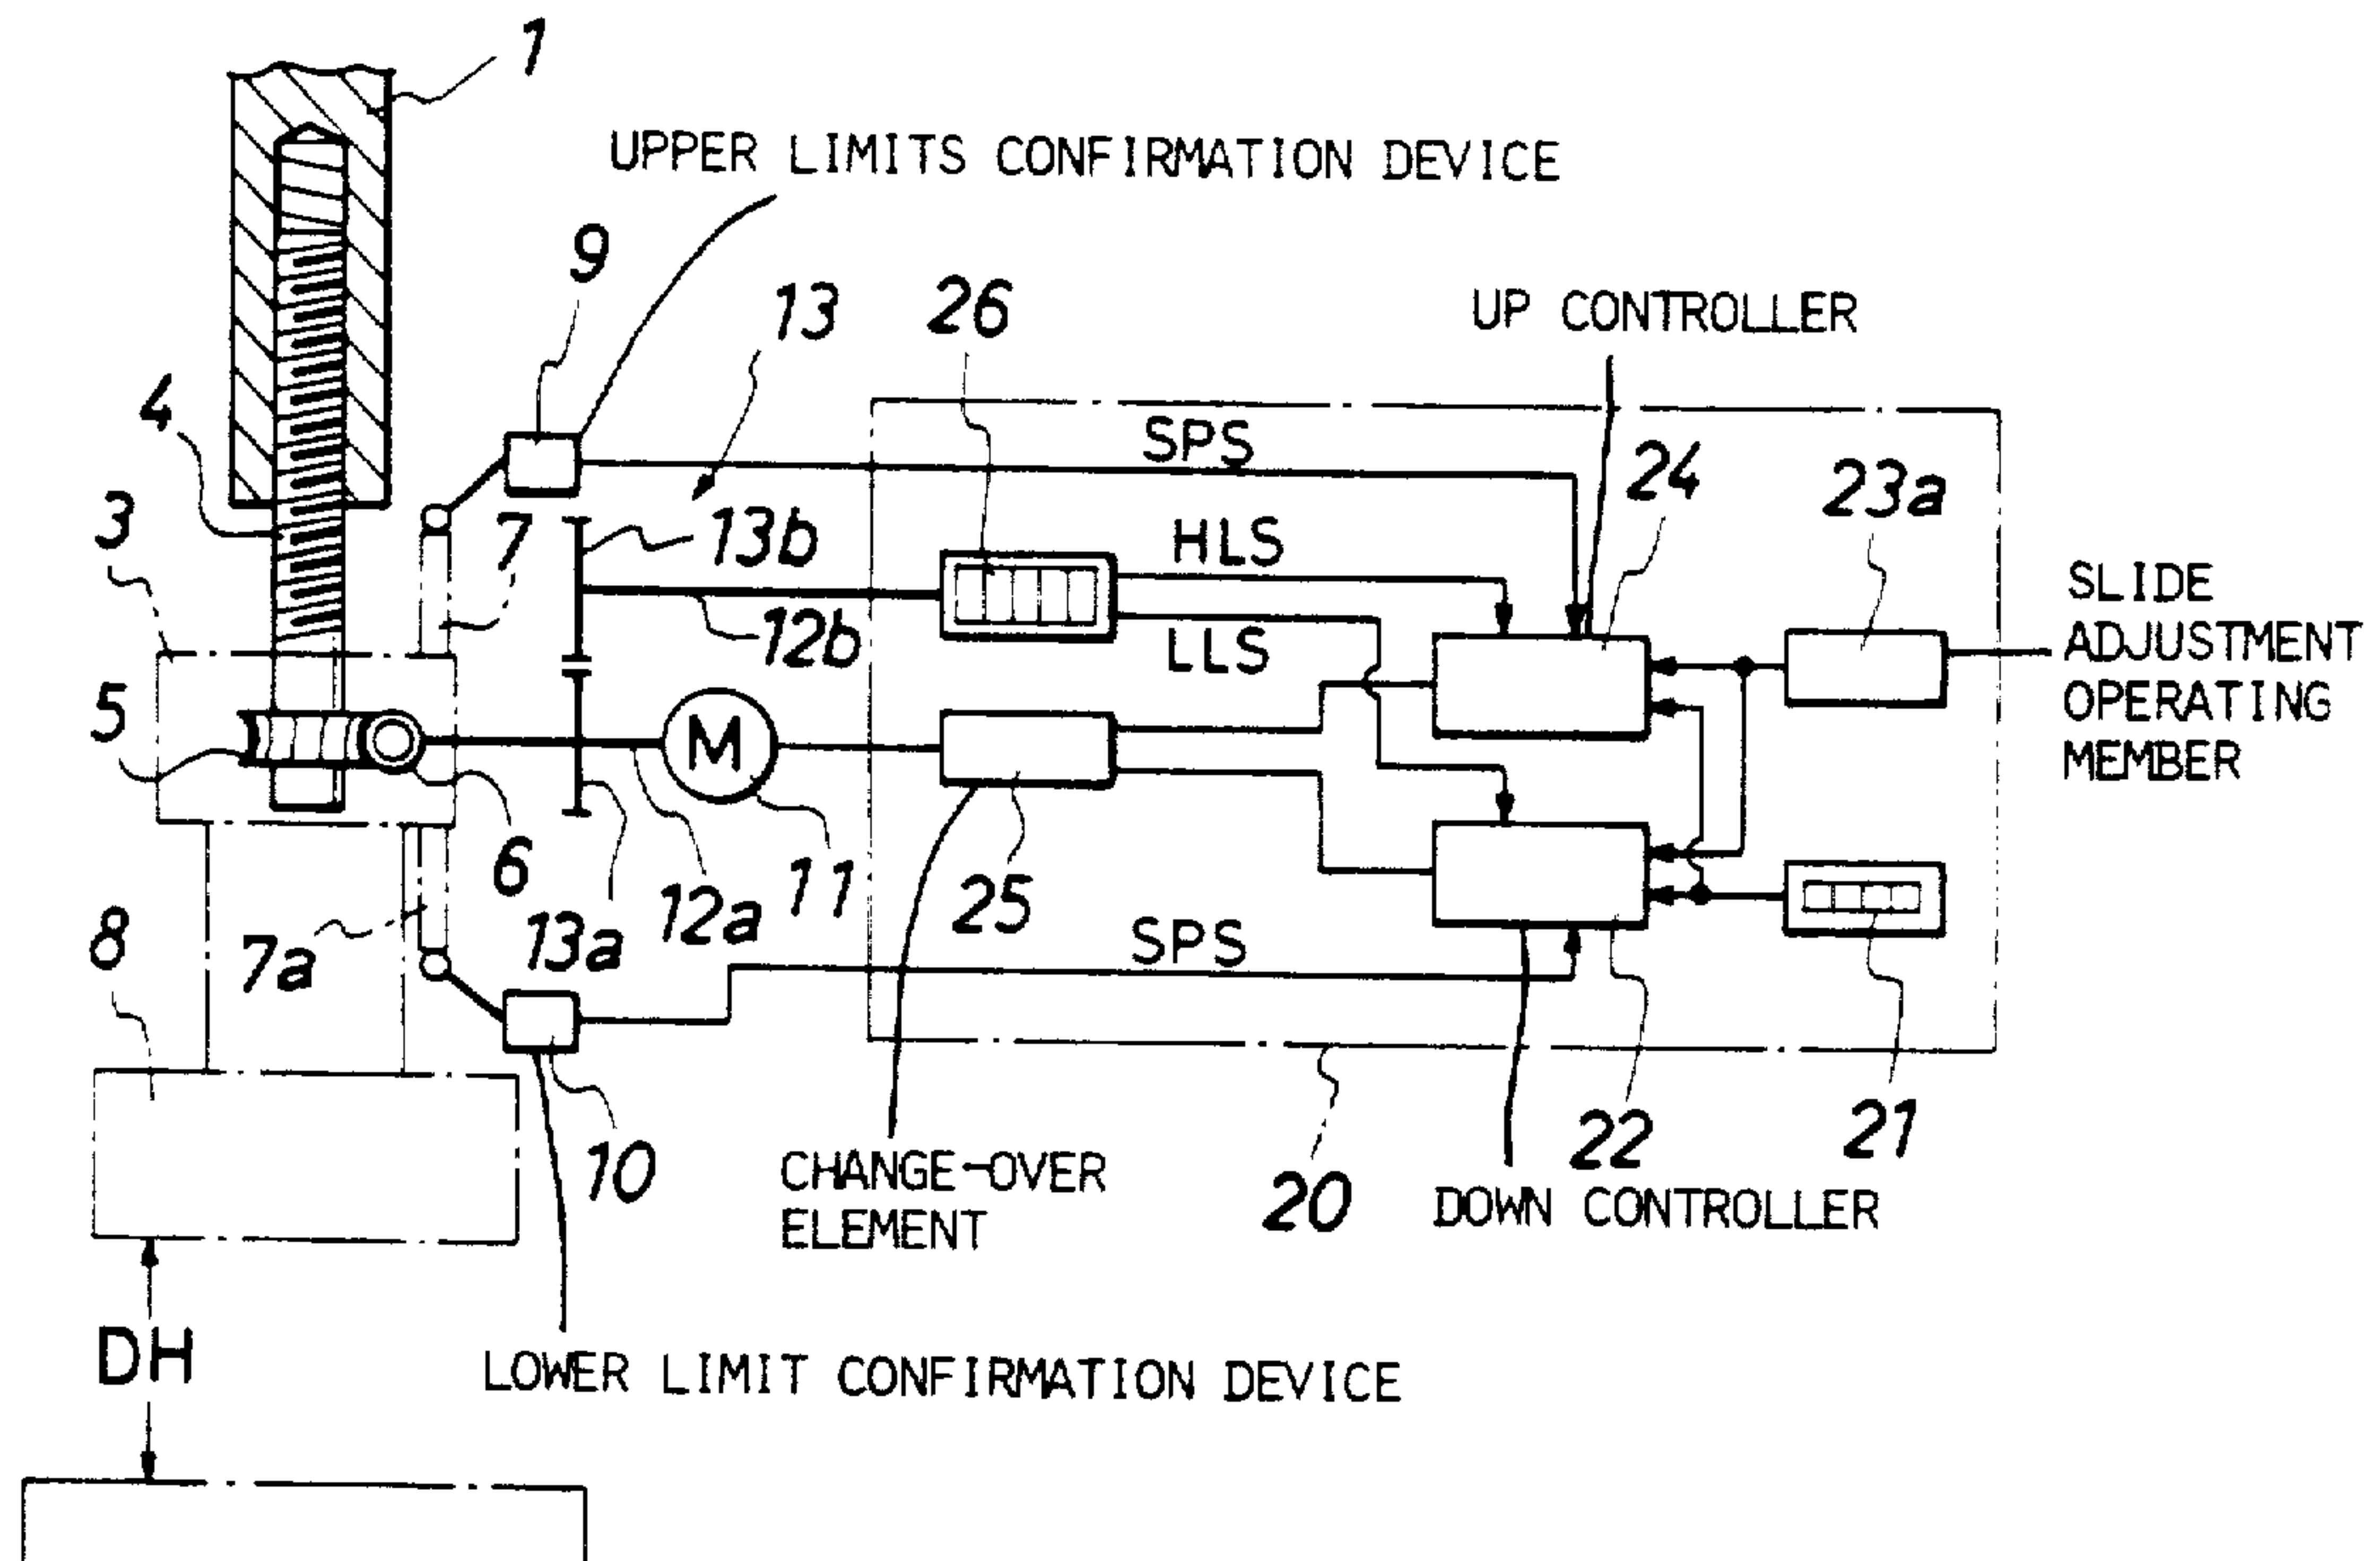 1
UPPER LIMITS CONFIRMATION DEVICE
9
13
26
UP CONTROLLER
4
SPS
24
23a
3
7
13b
HLS
SLIDE
ADJUSTMENT
OPERATING
MEMBER
12b
LLS
5
M
6
13a
12a
11
25
8
7a
SPS
10
CHANGE-OVER
ELEMENT
20
22
21
DOWN CONTROLLER
DH
LOWER LIMIT CONFIRMATION DEVICE